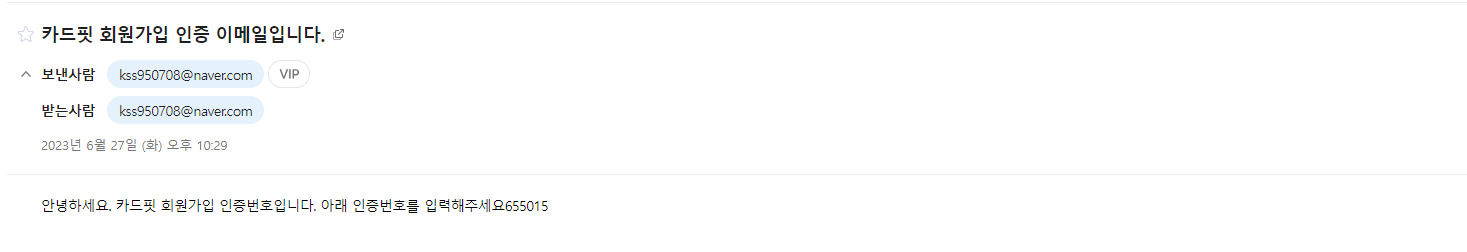 카드핏 회원가입 인증 이메일입니다.
보낸사람 kss950708@naver.com VIP
받는사람 kss950708@naver.com
2023년 6월 27일 (화) 오후 10:29
안녕하세요. 카드핏 회원가입 인증번호입니다. 아래 인증번호를 입력해주세요655015